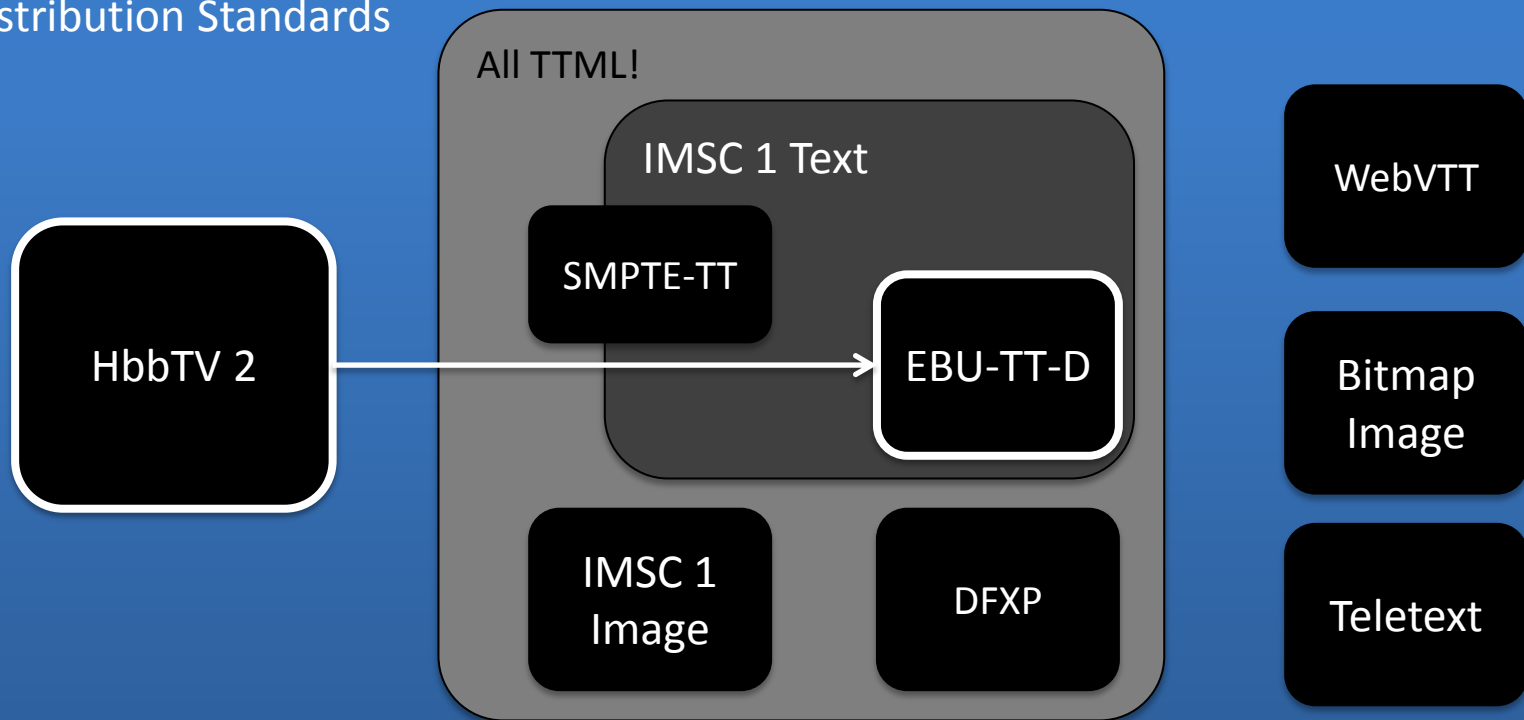 Standards
stribution Standards
All TTML!
IMSC 1 Text
SMPTE-TT
EBU-TT-D
HbbTV 2
IMSC 1
Image
DFXP
WebVTT
Bitmap
Image
Teletext